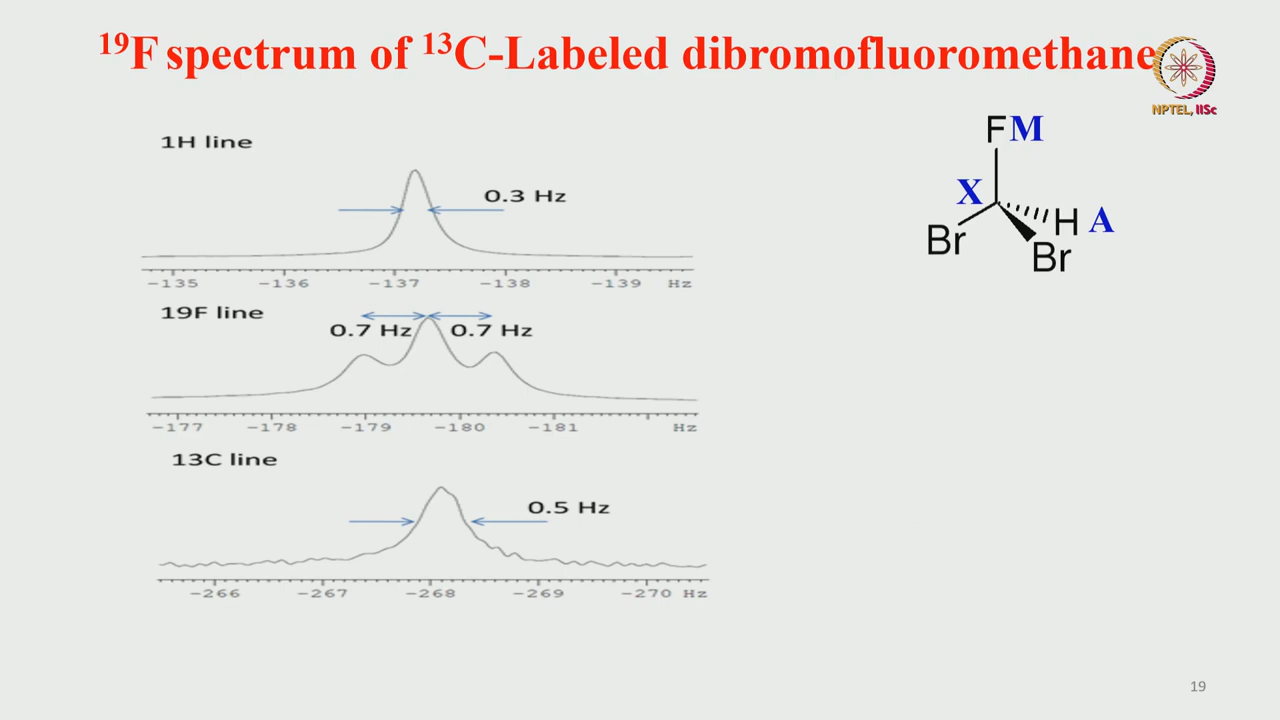 ¹⁹F spectrum of ¹³C-Labeled dibromofluoromethane
NPTEL, IISc
1H line
0.3 Hz
-135 -136 -137 -138 -139 Hz
19F line
0.7 Hz 0.7 Hz
-177 -178 -179 -180 -181 Hz
13C line
0.5 Hz
-266 -267 -268 -269 -270 Hz
F M
X
H A
Br
Br
19